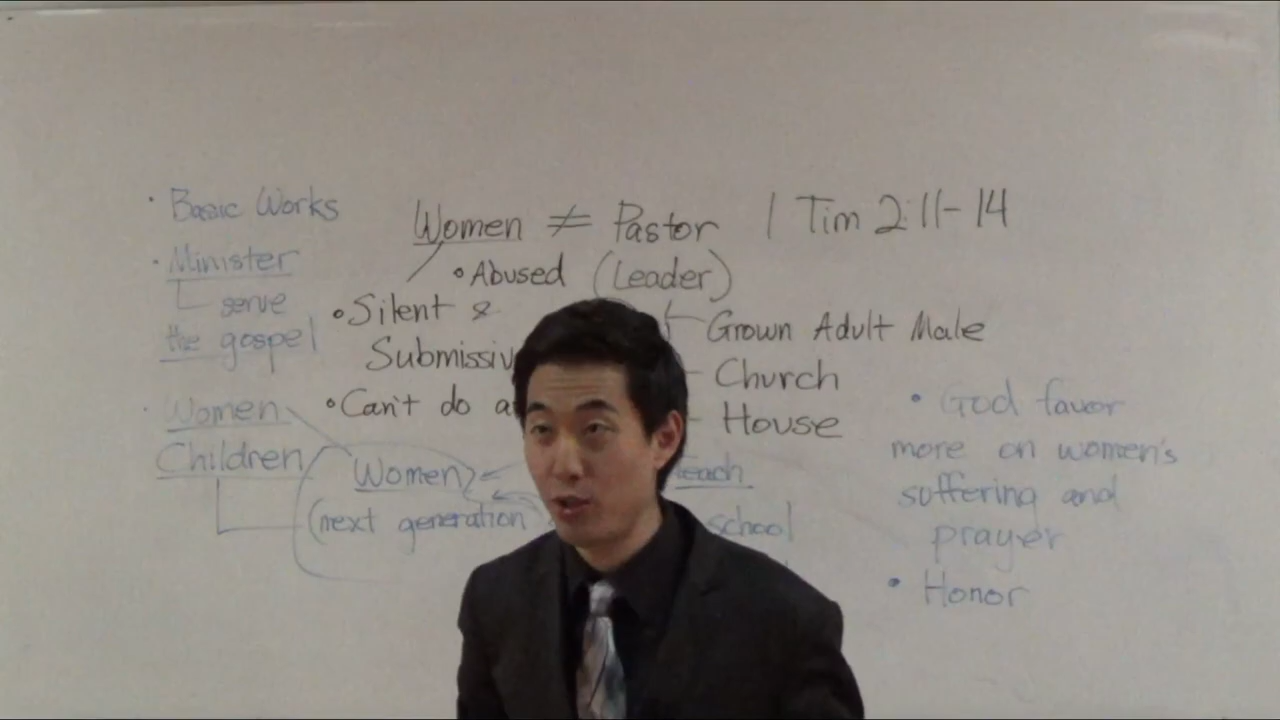 • Basic Works
• Minister
serve
the gospel
• Women
Children
Women ≠ Pastor 1 Tim 2:11-14
• Abused (Leader)
• Silent &
Submissiv
• Can't do a
Grown Adult Male
Church
House
Women
(next generation
teach
school
• God favor
more on women's
suffering and
prayer
• Honor